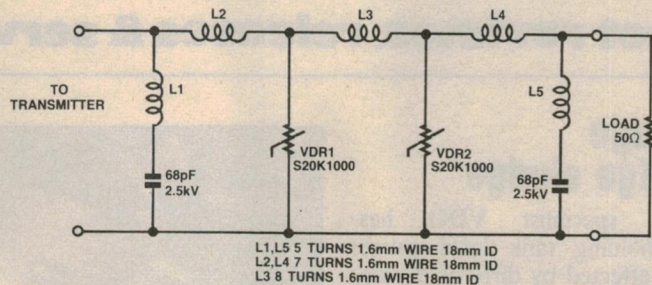 L2
L3
L4
TO
TRANSMITTER
L1
L5
LOAD
50Ω
VDR1
S20K1000
VDR2
S20K1000
68pF
2.5kV
68pF
2.5kV
L1,L5 5 TURNS 1.6mm WIRE 18mm ID
L2,L4 7 TURNS 1.6mm WIRE 18mm ID
L3 8 TURNS 1.6mm WIRE 18mm ID